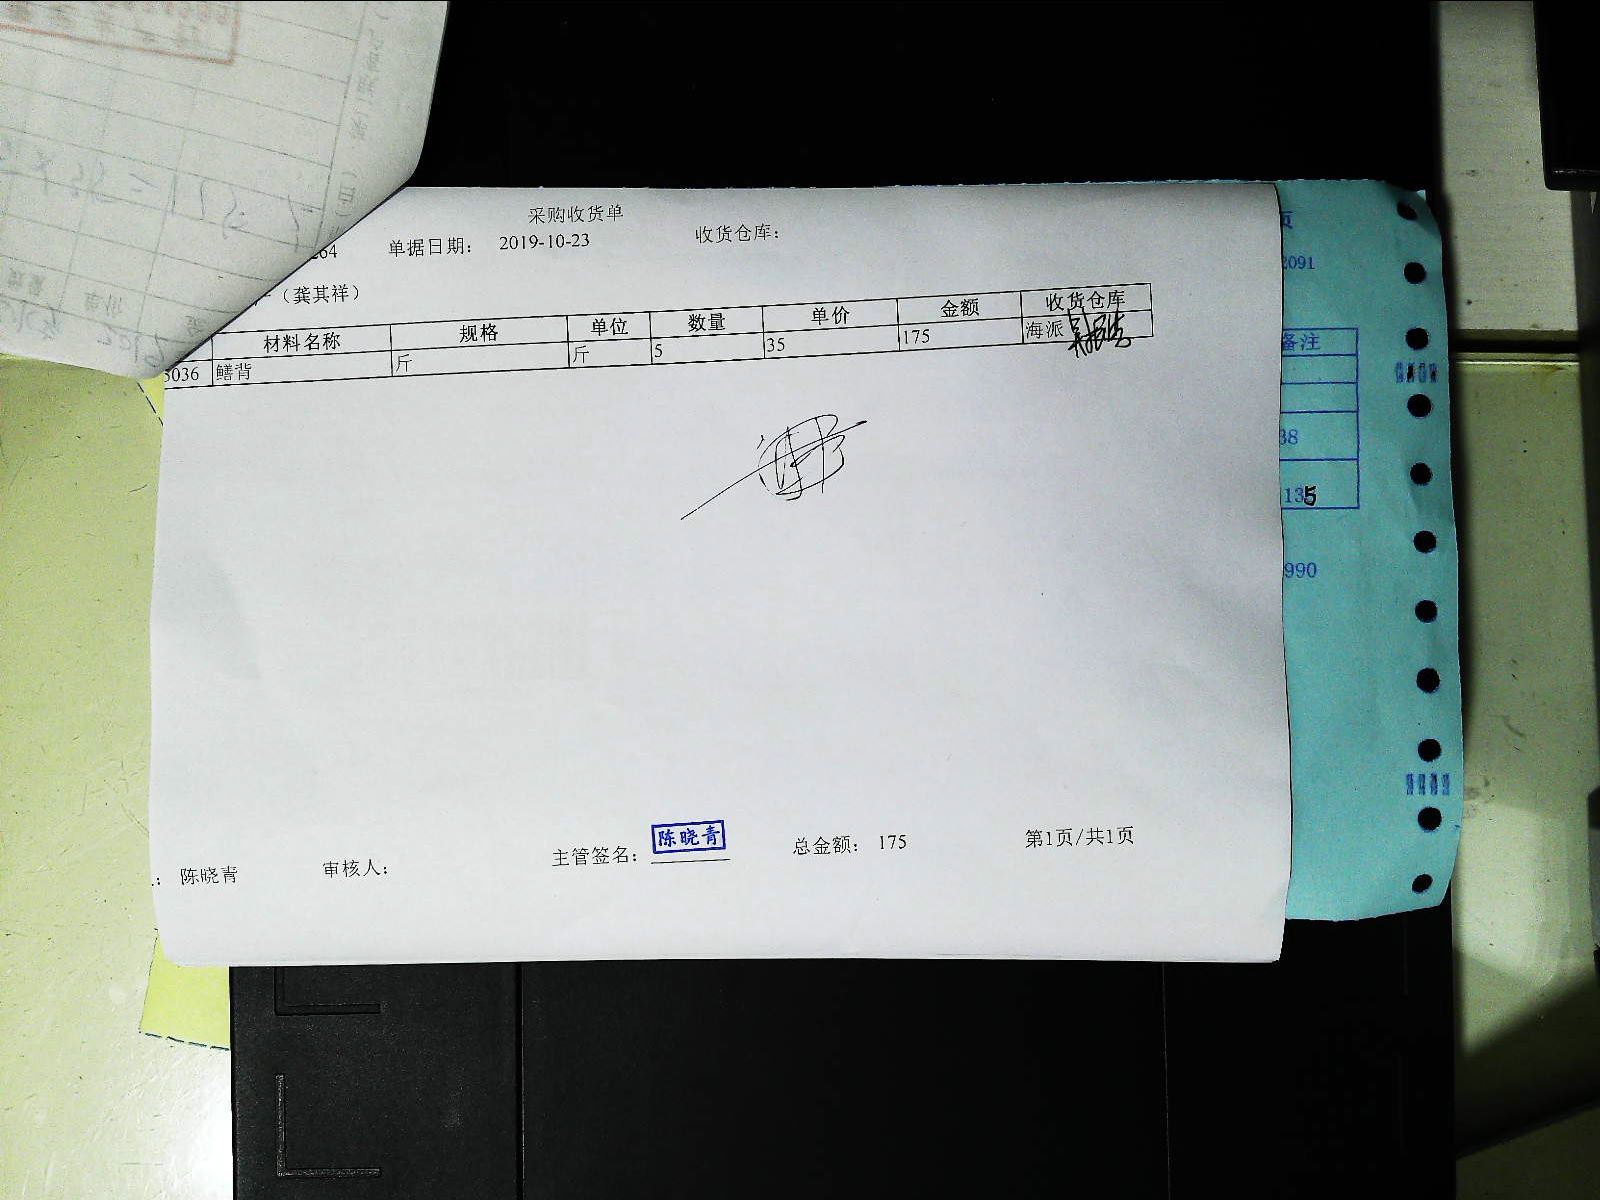 采购收货单
264 单据日期： 2019-10-23 收货仓库：
（龚其祥）
材料名称 规格 单位 数量 单价 金额 收货仓库
5036 鳝背 斤 斤 5 35 175 海派
陈晓青 审核人： 主管签名： 陈晓青 总金额： 175 第1页/共1页
页
2091
备注
38
135
990